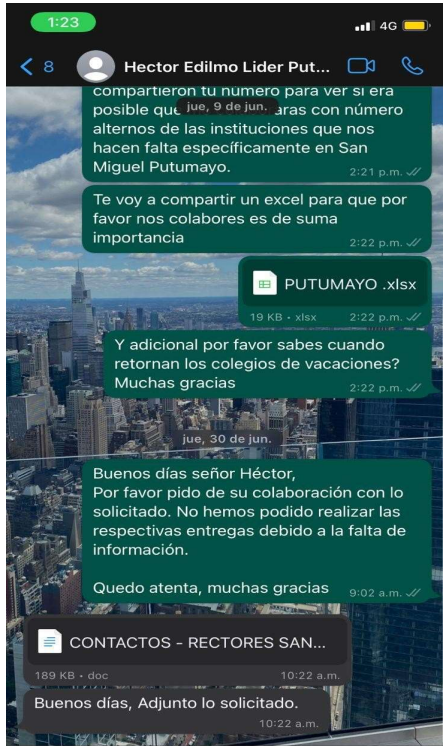 1:23
4G
8
Hector Edilmo Lider Put...
compartieron tu número para ver si era
jue, 9 de jun.
posible que aras con número
alternos de las instituciones que nos
hacen falta específicamente en San
Miguel Putumayo.
2:21 p.m.
Te voy a compartir un excel para que por
favor nos colabores es de suma
importancia
2:22 p.m.
PUTUMAYO .xlsx
19 KB • xlsx
2:22 p.m.
Y adicional por favor sabes cuando
retornan los colegios de vacaciones?
Muchas gracias
2:22 p.m.
jue, 30 de jun.
Buenos días señor Héctor,
Por favor pido de su colaboración con lo
solicitado. No hemos podido realizar las
respectivas entregas debido a la falta de
información.
Quedo atenta, muchas gracias
9:02 a.m.
CONTACTOS - RECTORES SAN...
189 KB • doc
10:22 a.m.
Buenos días, Adjunto lo solicitado.
10:22 a.m.